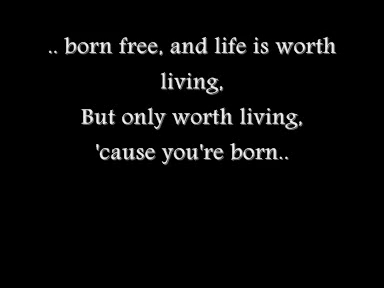 .. born free, and life is worth
living,
But only worth living,
'cause you're born..